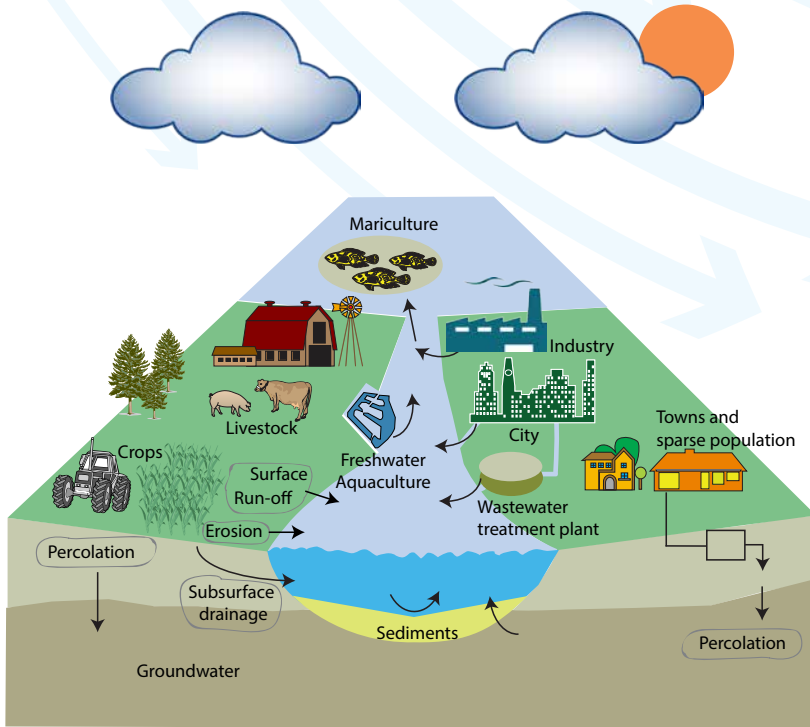 Mariculture
Industry
Livestock
City
Towns and
sparse population
Crops
Surface
Run-off
Freshwater
Aquaculture
Wastewater
treatment plant
Erosion
Percolation
Subsurface
drainage
Sediments
Percolation
Groundwater